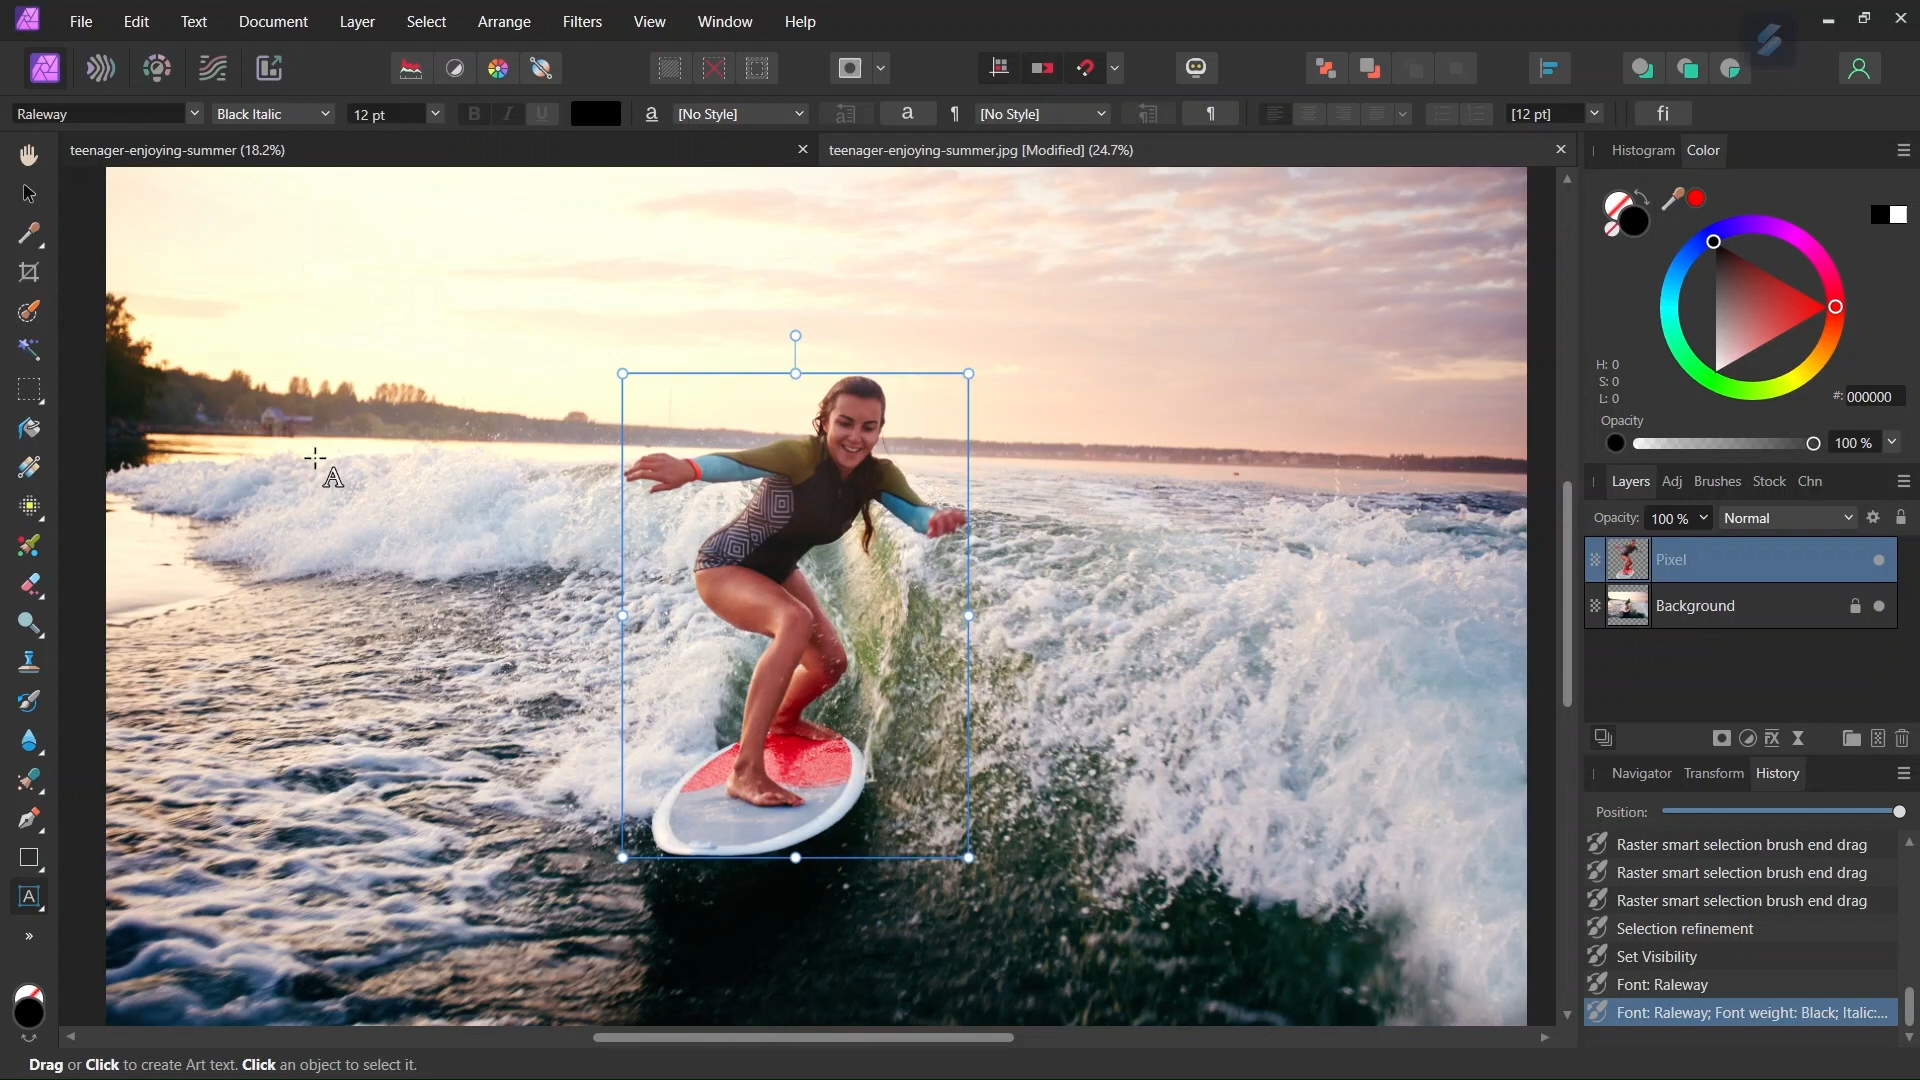 File Edit Text Document Layer Select Arrange Filters View Window Help
Raleway Black Italic 12 pt B I U a [No Style] a a ¶ [No Style] ¶ [12 pt] fi
teenager-enjoying-summer (18.2%)
teenager-enjoying-summer.jpg [Modified] (24.7%)
Histogram Color
H: 0
S: 0
L: 0
#: 000000
Opacity
100 %
Layers Adj Brushes Stock Chn
Opacity: 100 % Normal
Pixel
Background
Navigator Transform History
Position:
Raster smart selection brush end drag
Raster smart selection brush end drag
Raster smart selection brush end drag
Selection refinement
Set Visibility
Font: Raleway
Font: Raleway; Font weight: Black; Italic:...
A
A
»
Drag or Click to create Art text. Click an object to select it.